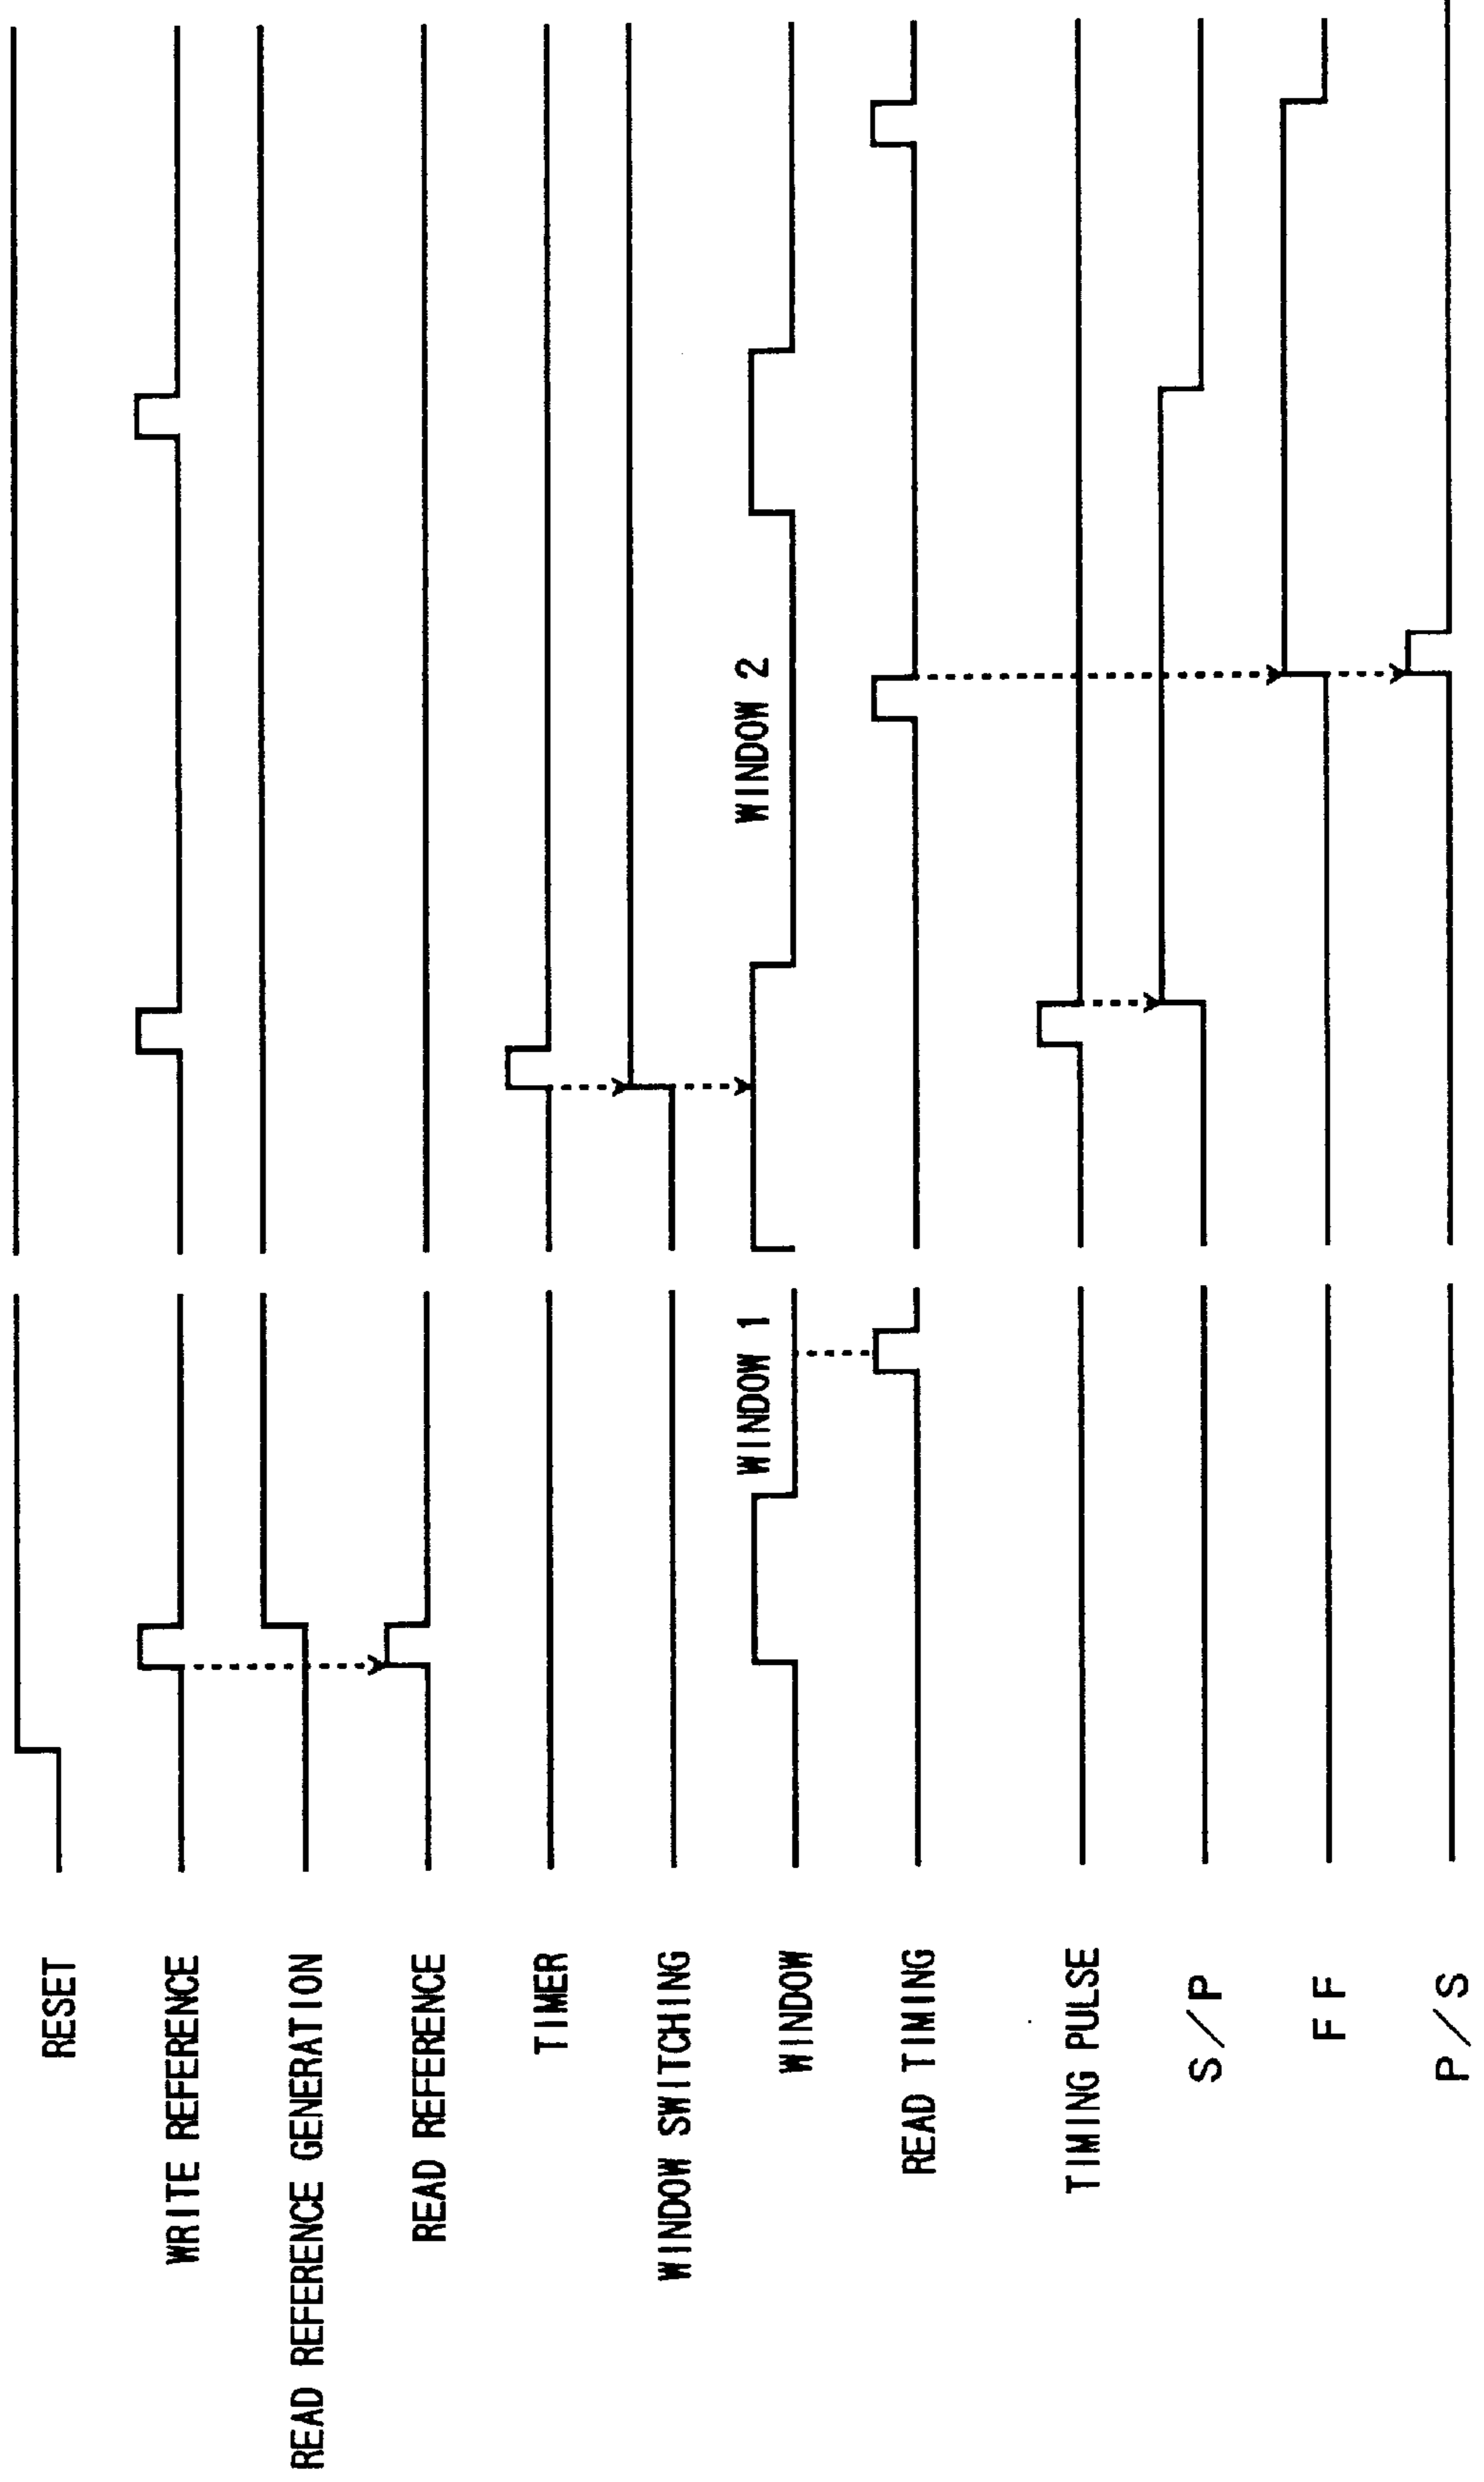 RESET
WRITE REFERENCE
READ REFERENCE GENERATION
READ REFERENCE
TIMER
WINDOW SWITCHING
WINDOW
WINDOW 1
WINDOW 2
READ TIMING
TIMING PULSE
S/P
FF
P/S